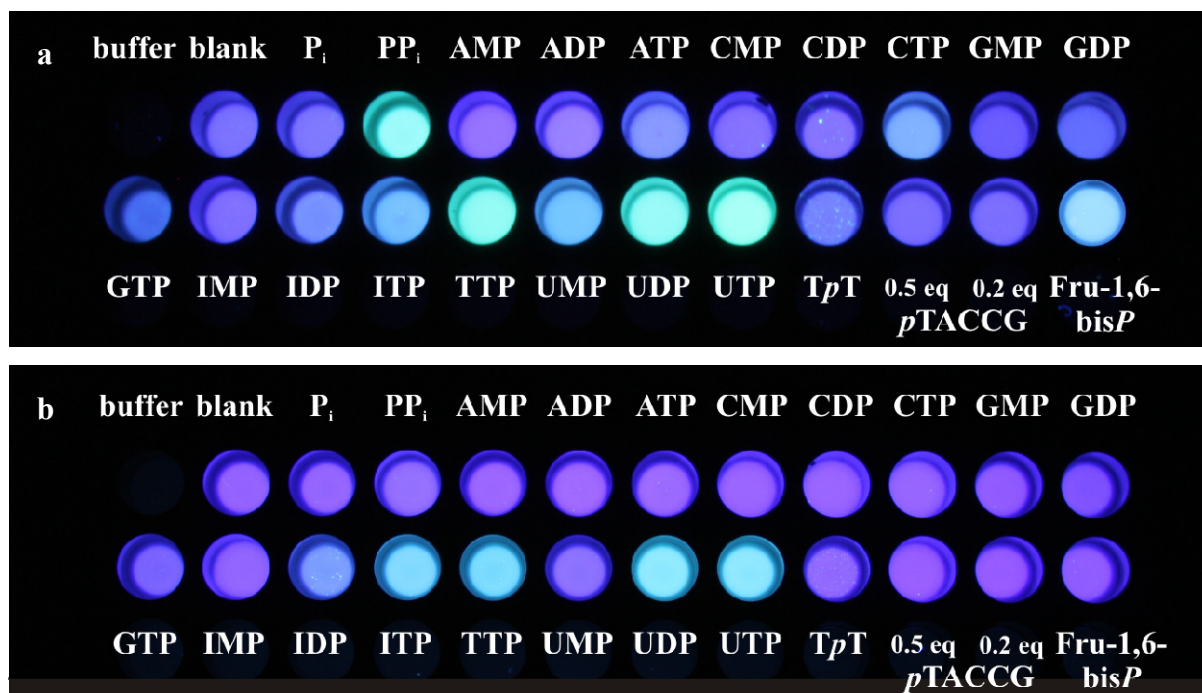 a buffer blank Pi PPi AMP ADP ATP CMP CDP CTP GMP GDP
GTP IMP IDP ITP TTP UMP UDP UTP TpT 0.5 eq 0.2 eq Fru-1,6-
pTACCG bisP
b buffer blank Pi PPi AMP ADP ATP CMP CDP CTP GMP GDP
GTP IMP IDP ITP TTP UMP UDP UTP TpT 0.5 eq 0.2 eq Fru-1,6-
pTACCG bisP